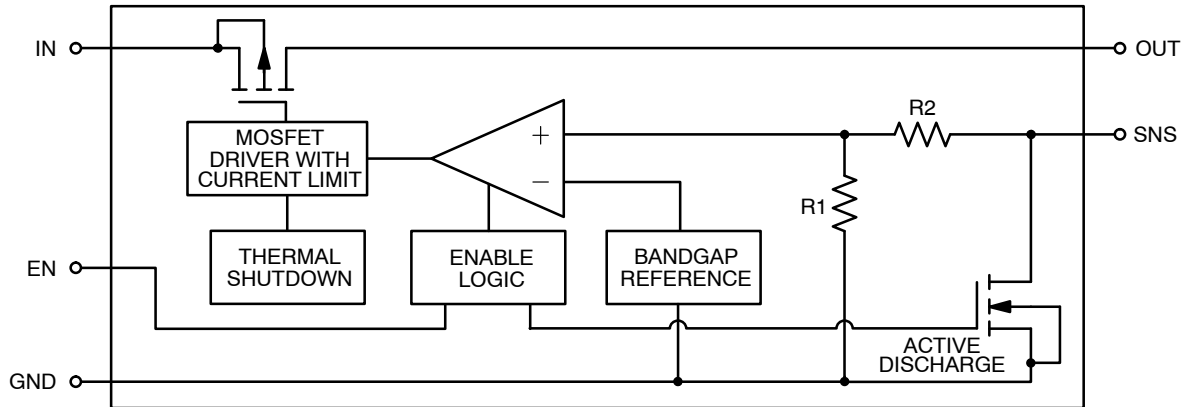 IN
OUT
R2
MOSFET
DRIVER WITH
CURRENT LIMIT
+
−
SNS
R1
THERMAL
SHUTDOWN
ENABLE
LOGIC
BANDGAP
REFERENCE
EN
ACTIVE
DISCHARGE
GND